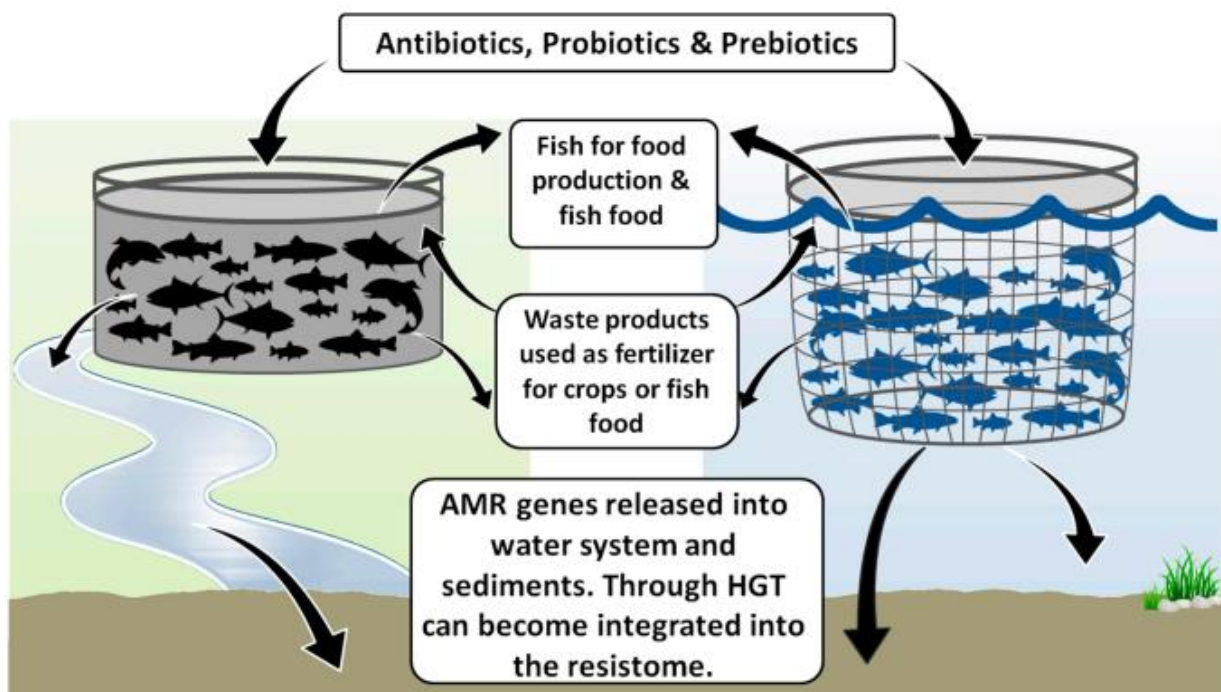 Antibiotics, Probiotics & Prebiotics
Fish for food
production &
fish food
Waste products
used as fertilizer
for crops or fish
food
AMR genes released into
water system and
sediments. Through HGT
can become integrated into
the resistome.